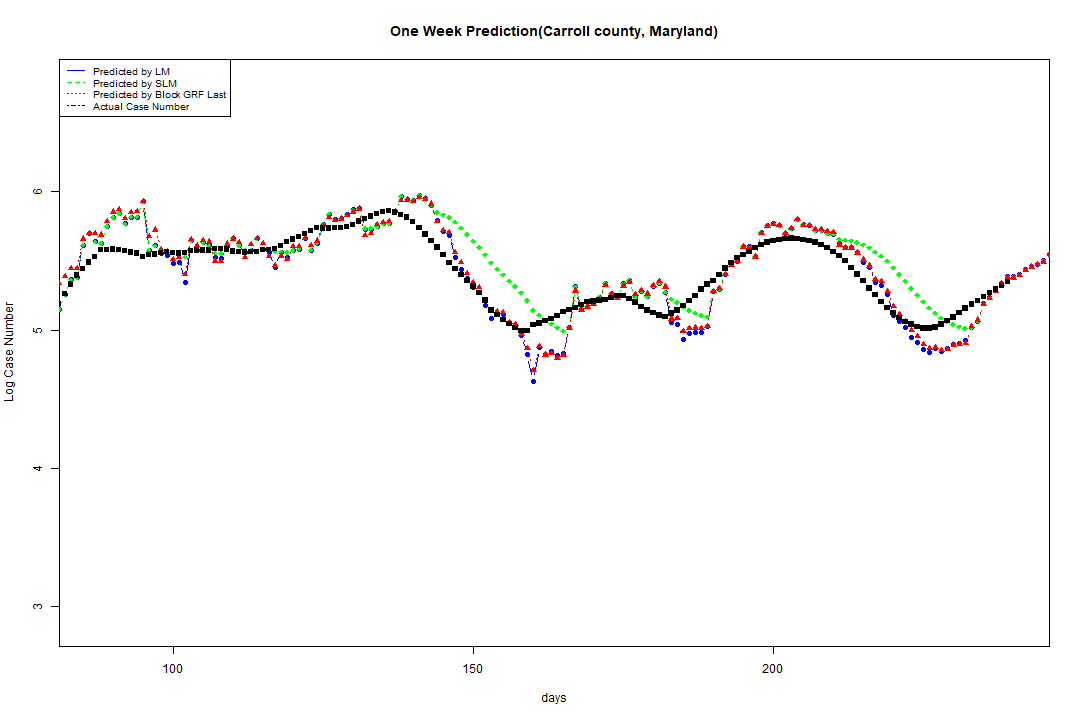 One Week Prediction(Carroll county, Maryland)
Predicted by LM
Predicted by SLM
Predicted by Block GRF Last
Actual Case Number
6
5
4
3
Log Case Number
100 150 200
days